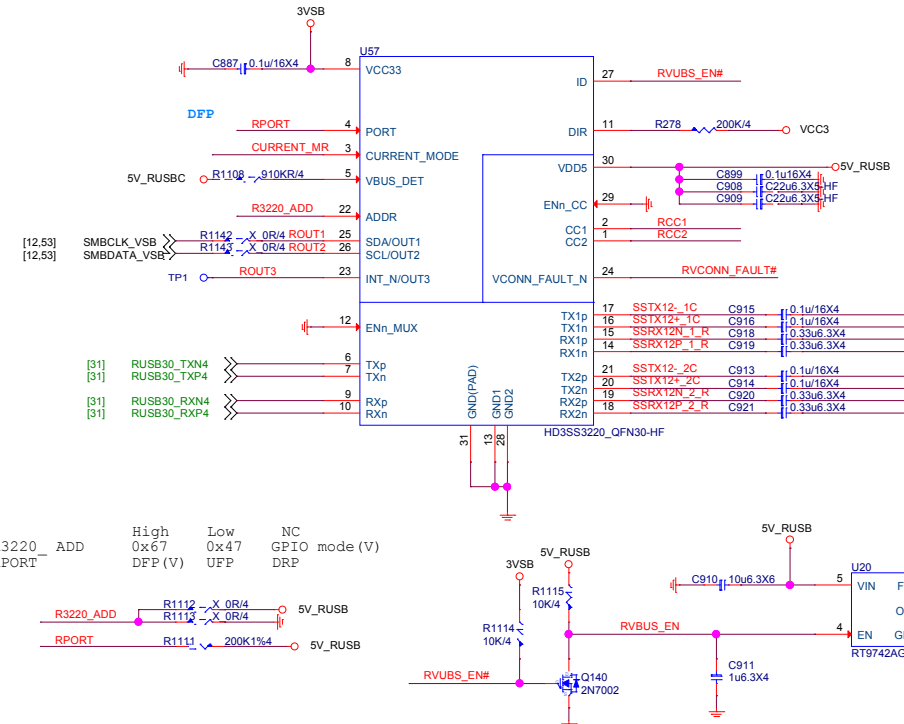 3VSB
U57
C887 0.1u/16X4 8 VCC33
ID 27 RVUBS_EN#
DFP
RPORT 4 PORT
DIR 11 R278 200K/4 VCC3
CURRENT_MR 3 CURRENT_MODE
5V_RUSBC R1108 910KR/4 5 VBUS_DET
VDD5 30 5V_RUSB
C899 0.1u16X4
C908 C22u6.3X5-HF
C909 C22u6.3X5-HF
R3220_ADD 22 ADDR
ENn_CC 29
CC1 2 RCC1
CC2 1 RCC2
[12,53] SMBCLK_VSB R1142 X_0R/4 ROUT1 25 SDA/OUT1
[12,53] SMBDATA_VSB R1143 X_0R/4 ROUT2 26 SCL/OUT2
TP1 ROUT3 23 INT_N/OUT3
VCONN_FAULT_N 24 RVCONN_FAULT#
12 ENn_MUX
TX1p 17 SSTX12-_1C C915 0.1u/16X4
TX1n 16 SSTX12+_1C C916 0.1u/16X4
RX1p 15 SSRX12N_1_R C918 0.33u6.3X4
RX1n 14 SSRX12P_1_R C919 0.33u6.3X4
[31] RUSB30_TXN4 6 TXp
[31] RUSB30_TXP4 7 TXn
TX2p 21 SSTX12-_2C C913 0.1u/16X4
TX2n 20 SSTX12+_2C C914 0.1u/16X4
RX2p 19 SSRX12N_2_R C920 0.33u6.3X4
RX2n 18 SSRX12P_2_R C921 0.33u6.3X4
[31] RUSB30_RXN4 9 RXp
[31] RUSB30_RXP4 10 RXn
GND(PAD) GND1 GND2
31 13 28
HD3SS3220_QFN30-HF
High Low NC
3220_ ADD 0x67 0x47 GPIO mode(V)
PORT DFP(V) UFP DRP
R3220_ADD
R1112 X_0R/4 5V_RUSB
R1113 X_0R/4
RPORT R1111 200K1%4 5V_RUSB
3VSB
5V_RUSB
R1115
10K/4
R1114
10K/4
RVUBS_EN#
Q140
2N7002
RVBUS_EN
5V_RUSB
C910 10u6.3X6
C911
1u6.3X4
U20
5 VIN F
O
4 EN G
RT9742AG